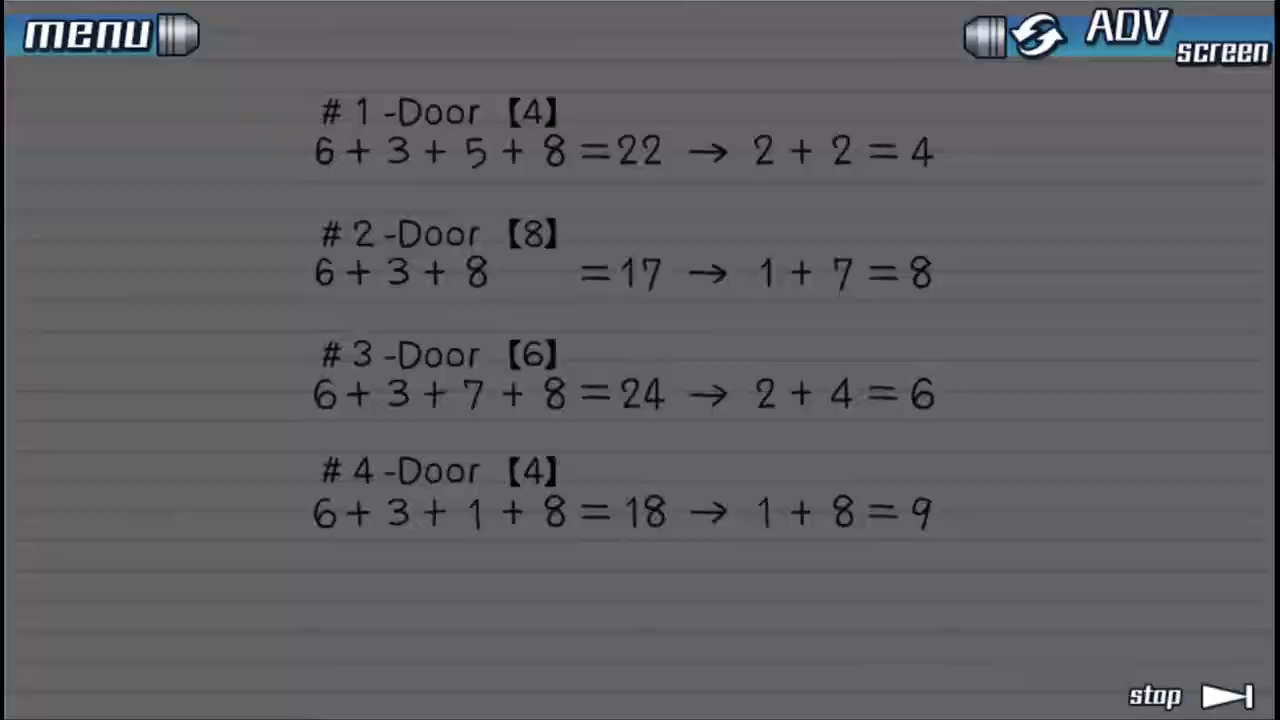 menu
ADV
screen
# 1 -Door 【4】
6 + 3 + 5 + 8 = 22 → 2 + 2 = 4
# 2 -Door 【8】
6 + 3 + 8 = 17 → 1 + 7 = 8
# 3 -Door 【6】
6 + 3 + 7 + 8 = 24 → 2 + 4 = 6
# 4 -Door 【4】
6 + 3 + 1 + 8 = 18 → 1 + 8 = 9
stop